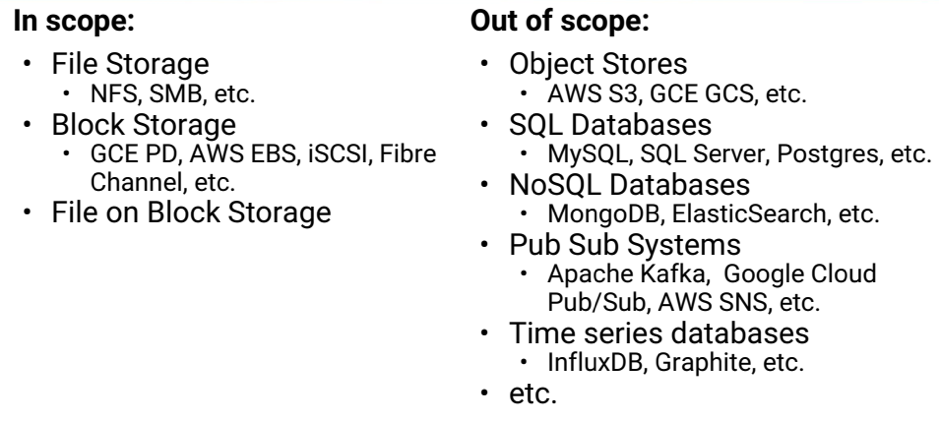 In scope:
• File Storage
• NFS, SMB, etc.
• Block Storage
• GCE PD, AWS EBS, iSCSI, Fibre
Channel, etc.
• File on Block Storage
Out of scope:
• Object Stores
• AWS S3, GCE GCS, etc.
• SQL Databases
• MySQL, SQL Server, Postgres, etc.
• NoSQL Databases
• MongoDB, ElasticSearch, etc.
• Pub Sub Systems
• Apache Kafka, Google Cloud
Pub/Sub, AWS SNS, etc.
• Time series databases
• InfluxDB, Graphite, etc.
• etc.